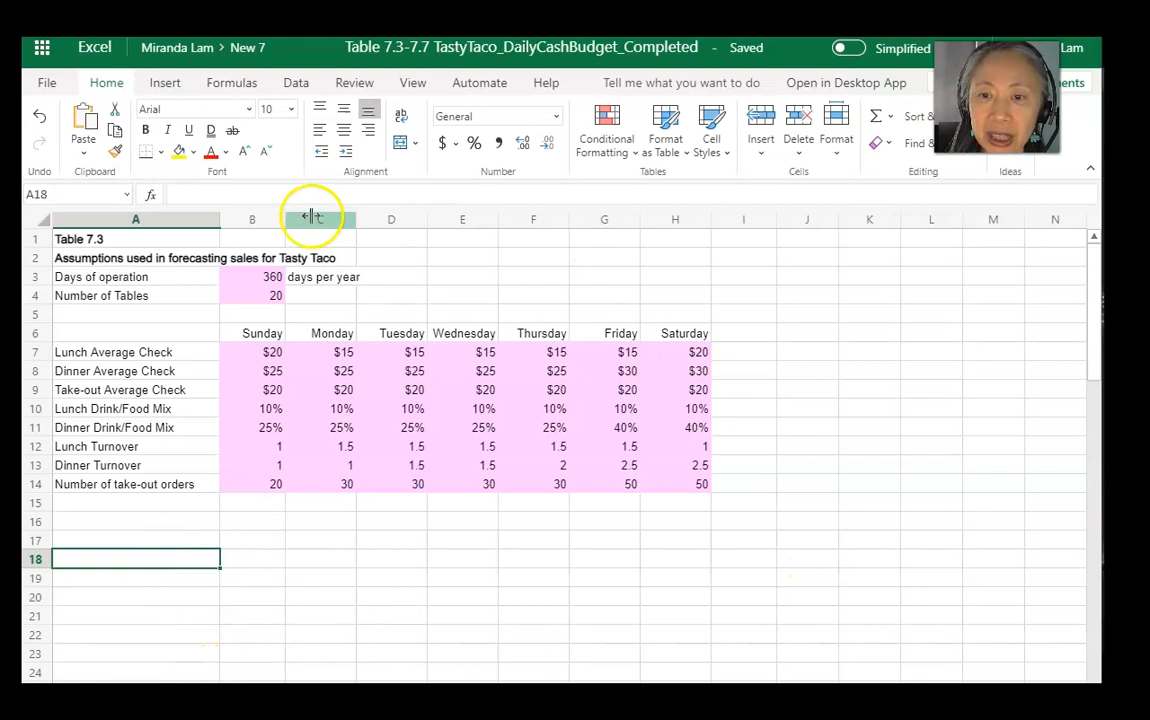 Excel Miranda Lam › New 7 Table 7.3-7.7 TastyTaco_DailyCashBudget_Completed - Saved Simplified Lam
File Home Insert Formulas Data Review View Automate Help Tell me what you want to do Open in Desktop App ments
Arial 10 General Sort &
Paste B I U D ab A A A $ % , Conditional Formatting Format as Table Cell Styles Insert Delete Format Find &
Undo Clipboard Font Alignment Number Tables Cells Editing Ideas
A18 fx
A B C D E F G H I J K L M N
1 Table 7.3
2 Assumptions used in forecasting sales for Tasty Taco
3 Days of operation 360 days per year
4 Number of Tables 20
5
6 Sunday Monday Tuesday Wednesday Thursday Friday Saturday
7 Lunch Average Check $20 $15 $15 $15 $15 $15 $20
8 Dinner Average Check $25 $25 $25 $25 $25 $30 $30
9 Take-out Average Check $20 $20 $20 $20 $20 $20 $20
10 Lunch Drink/Food Mix 10% 10% 10% 10% 10% 10% 10%
11 Dinner Drink/Food Mix 25% 25% 25% 25% 25% 40% 40%
12 Lunch Turnover 1 1.5 1.5 1.5 1.5 1.5 1
13 Dinner Turnover 1 1 1.5 1.5 2 2.5 2.5
14 Number of take-out orders 20 30 30 30 30 50 50
15
16
17
18
19
20
21
22
23
24